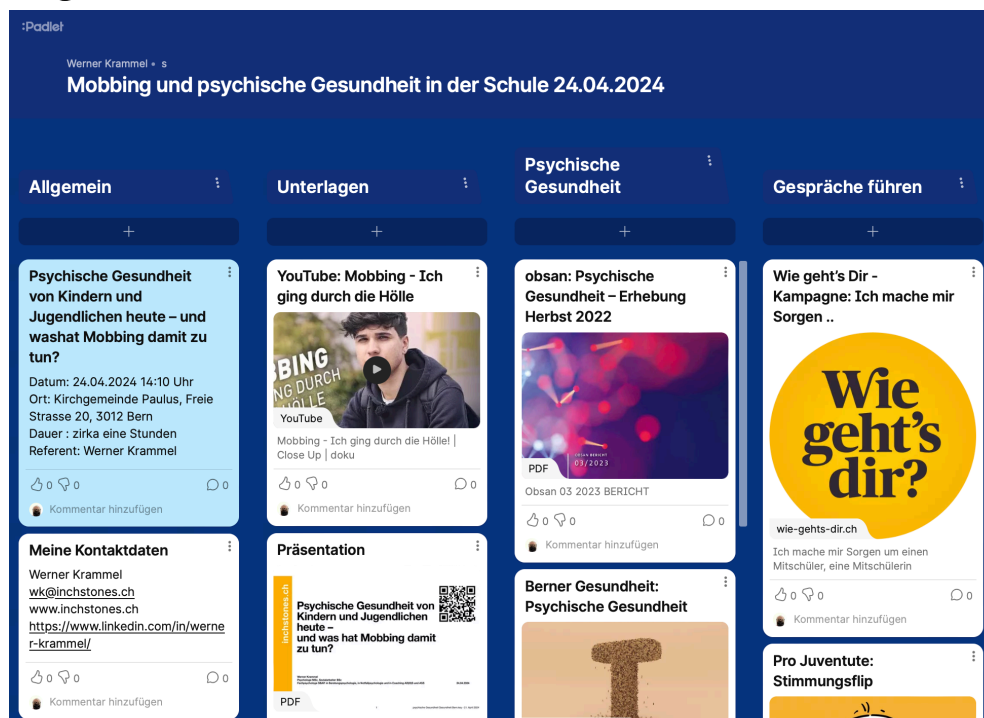 :Padlet
Werner Krammel • s
Mobbing und psychische Gesundheit in der Schule 24.04.2024
Allgemein
Psychische Gesundheit
von Kindern und
Jugendlichen heute – und
washat Mobbing damit zu
tun?
Datum: 24.04.2024 14:10 Uhr
Ort: Kirchgemeinde Paulus, Freie
Strasse 20, 3012 Bern
Dauer : zirka eine Stunden
Referent: Werner Krammel
0 0 0
Kommentar hinzufügen
Meine Kontaktdaten
Werner Krammel
wk@inchstones.ch
www.inchstones.ch
https://www.linkedin.com/in/werne
r-krammel/
0 0 0
Kommentar hinzufügen
Unterlagen
YouTube: Mobbing - Ich
ging durch die Hölle
BBING
NG DURCH
HÖLLE
YouTube
Mobbing - Ich ging durch die Hölle! |
Close Up | doku
0 0 0
Kommentar hinzufügen
Präsentation
inchstones.ch
Psychische Gesundheit von
Kindern und Jugendlichen
heute –
und was hat Mobbing damit
zu tun?
Werner Krammel
PDF
Psychische
Gesundheit
obsan: Psychische
Gesundheit – Erhebung
Herbst 2022
OBSAN BERICHT
03/2023
PDF
Obsan 03 2023 BERICHT
0 0 0
Kommentar hinzufügen
Berner Gesundheit:
Psychische Gesundheit
Gespräche führen
Wie geht's Dir -
Kampagne: Ich mache mir
Sorgen ..
Wie
geht's
dir?
wie-gehts-dir.ch
Ich mache mir Sorgen um einen
Mitschüler, eine Mitschülerin
0 0 0
Kommentar hinzufügen
Pro Juventute:
Stimmungsflip